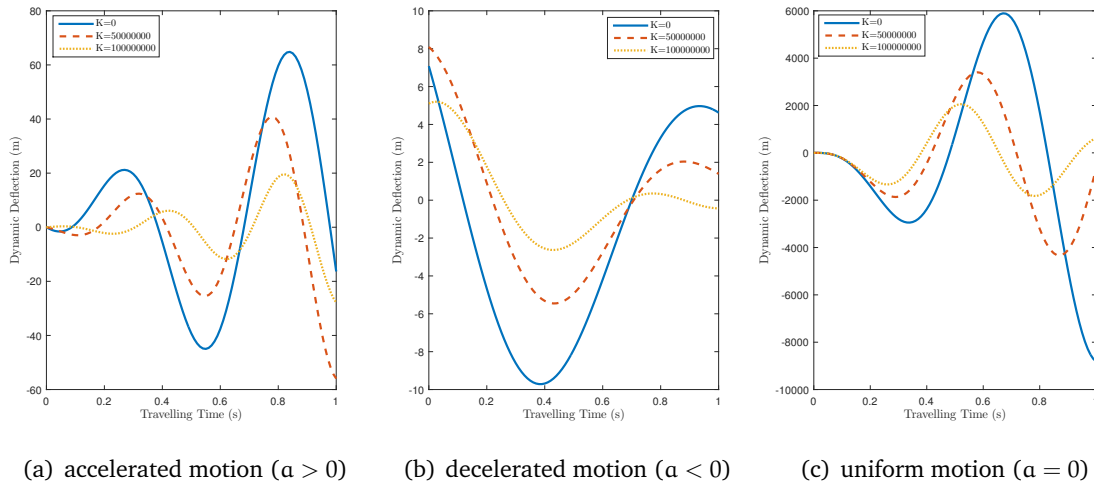 80
60
40
20
0
-20
-40
-60
0
0.2
0.4
0.6
0.8
1
Travelling Time (s)
Dynamic Deflection (m)
K=0
K=50000000
K=100000000
(a) accelerated motion (a > 0)
10
8
6
4
2
0
-2
-4
-6
-8
-10
0
0.2
0.4
0.6
0.8
1
Travelling Time (s)
Dynamic Deflection (m)
K=0
K=50000000
K=100000000
(b) decelerated motion (a < 0)
6000
4000
2000
0
-2000
-4000
-6000
-8000
-10000
0
0.2
0.4
0.6
0.8
1
Travelling Time (s)
Dynamic Deflection (m)
K=0
K=50000000
K=100000000
(c) uniform motion (a = 0)